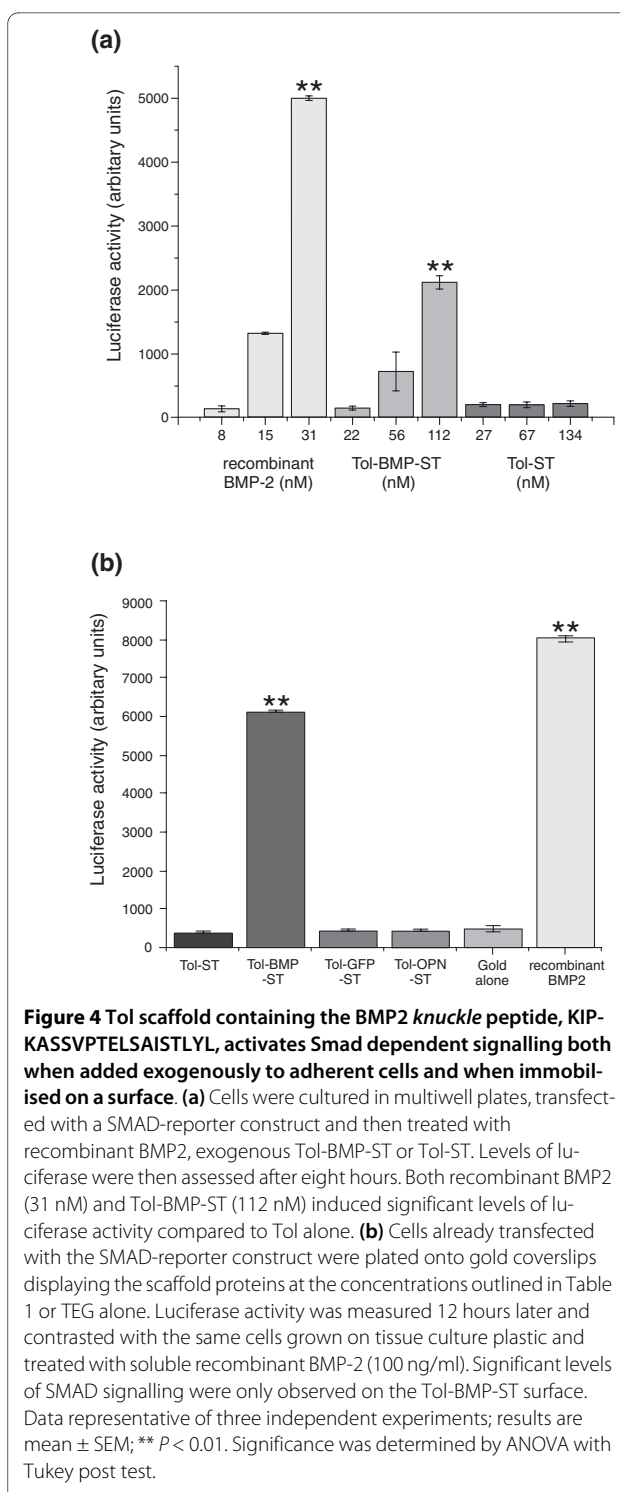 (a)
Luciferase activity (arbitary units)
5000
4000
3000
2000
1000
0
**
**
8 15 31 22 56 112 27 67 134
recombinant Tol-BMP-ST Tol-ST
BMP-2 (nM) (nM) (nM)
(b)
Luciferase activity (arbitary units)
9000
8000
7000
6000
5000
4000
3000
2000
1000
0
**
**
Tol-ST Tol-BMP Tol-GFP Tol-OPN Gold recombinant
-ST -ST -ST alone BMP2
Figure 4 Tol scaffold containing the BMP2 knuckle peptide, KIP-
KASSVPTELSAISTLYL, activates Smad dependent signalling both
when added exogenously to adherent cells and when immobil-
ised on a surface. (a) Cells were cultured in multiwell plates, transfect-
ed with a SMAD-reporter construct and then treated with
recombinant BMP2, exogenous Tol-BMP-ST or Tol-ST. Levels of lu-
ciferase were then assessed after eight hours. Both recombinant BMP2
(31 nM) and Tol-BMP-ST (112 nM) induced significant levels of lu-
ciferase activity compared to Tol alone. (b) Cells already transfected
with the SMAD-reporter construct were plated onto gold coverslips
displaying the scaffold proteins at the concentrations outlined in Table
1 or TEG alone. Luciferase activity was measured 12 hours later and
contrasted with the same cells grown on tissue culture plastic and
treated with soluble recombinant BMP-2 (100 ng/ml). Significant levels
of SMAD signalling were only observed on the Tol-BMP-ST surface.
Data representative of three independent experiments; results are
mean ± SEM; ** P < 0.01. Significance was determined by ANOVA with
Tukey post test.